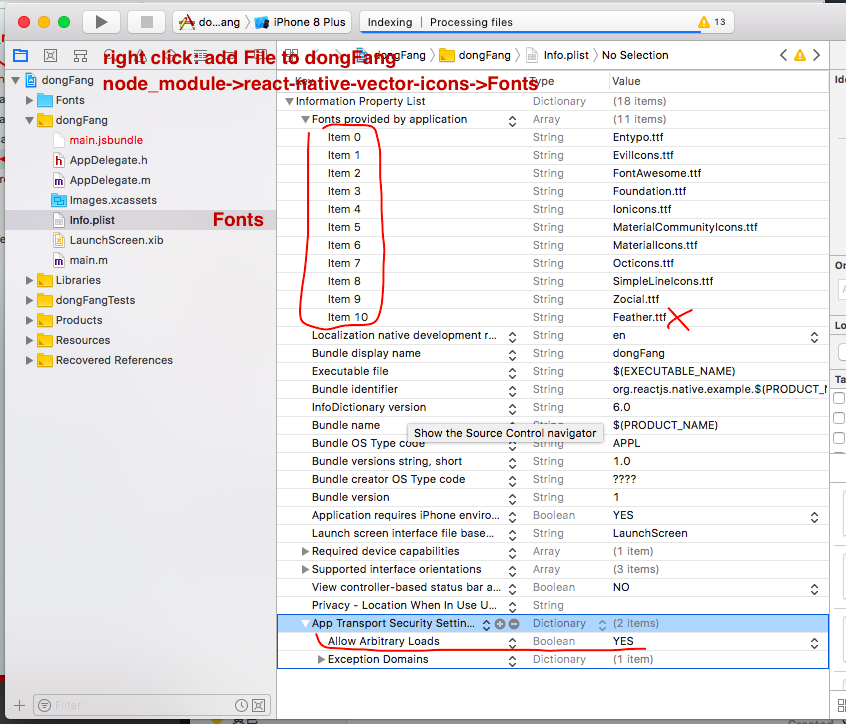 do...ang
iPhone 8 Plus
Indexing | Processing files
13
right click: add File to dongFang
dongFang
dongFang
Info.plist
No Selection
node_module->react-native-vector-icons->Fonts
Key
Type
Value
dongFang
Fonts
dongFang
main.jsbundle
AppDelegate.h
AppDelegate.m
Images.xcassets
Info.plist
Fonts
LaunchScreen.xib
main.m
Libraries
dongFangTests
Products
Resources
Recovered References
Filter
Information Property List Dictionary (18 items)
Fonts provided by application Array (11 items)
Item 0 String Entypo.ttf
Item 1 String EvilIcons.ttf
Item 2 String FontAwesome.ttf
Item 3 String Foundation.ttf
Item 4 String Ionicons.ttf
Item 5 String MaterialCommunityIcons.ttf
Item 6 String MaterialIcons.ttf
Item 7 String Octicons.ttf
Item 8 String SimpleLineIcons.ttf
Item 9 String Zocial.ttf
Item 10 String Feather.ttf
Localization native development r... String en
Bundle display name String dongFang
Executable file String $(EXECUTABLE_NAME)
Bundle identifier String org.reactjs.native.example.$(PRODUCT_
InfoDictionary version String 6.0
Bundle name String $(PRODUCT_NAME)
Show the Source Control navigator
Bundle OS Type code String APPL
Bundle versions string, short String 1.0
Bundle creator OS Type code String ????
Bundle version String 1
Application requires iPhone enviro... Boolean YES
Launch screen interface file base... String LaunchScreen
Required device capabilities Array (1 item)
Supported interface orientations Array (3 items)
View controller-based status bar a... Boolean NO
Privacy - Location When In Use U... String
App Transport Security Settin... Dictionary (2 items)
Allow Arbitrary Loads Boolean YES
Exception Domains Dictionary (1 item)
Ide
On
Lo
Ta